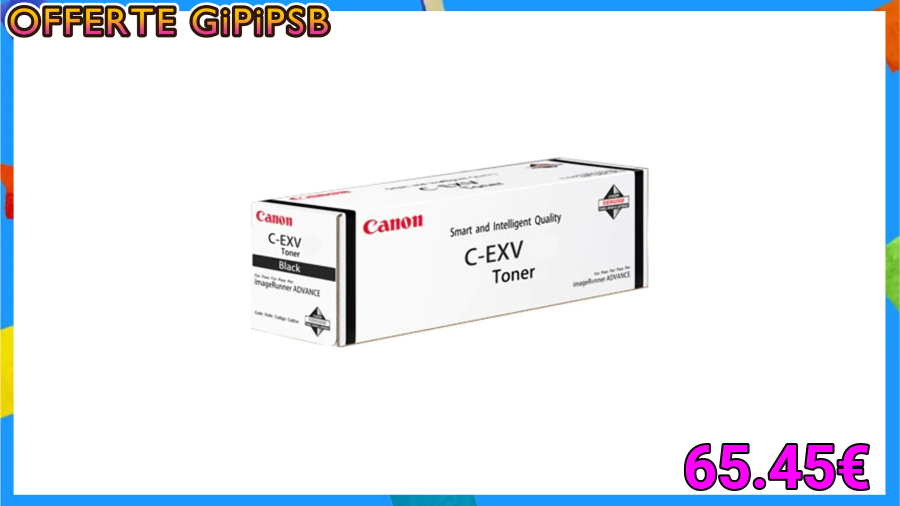 OFFERTE GiPiPSB
Canon
C-EXV
Toner
Black
imageRunner ADVANCE
Canon
Smart and Intelligent Quality
C-EXV
Toner
imageRunner ADVANCE
GENUINE
65.45€